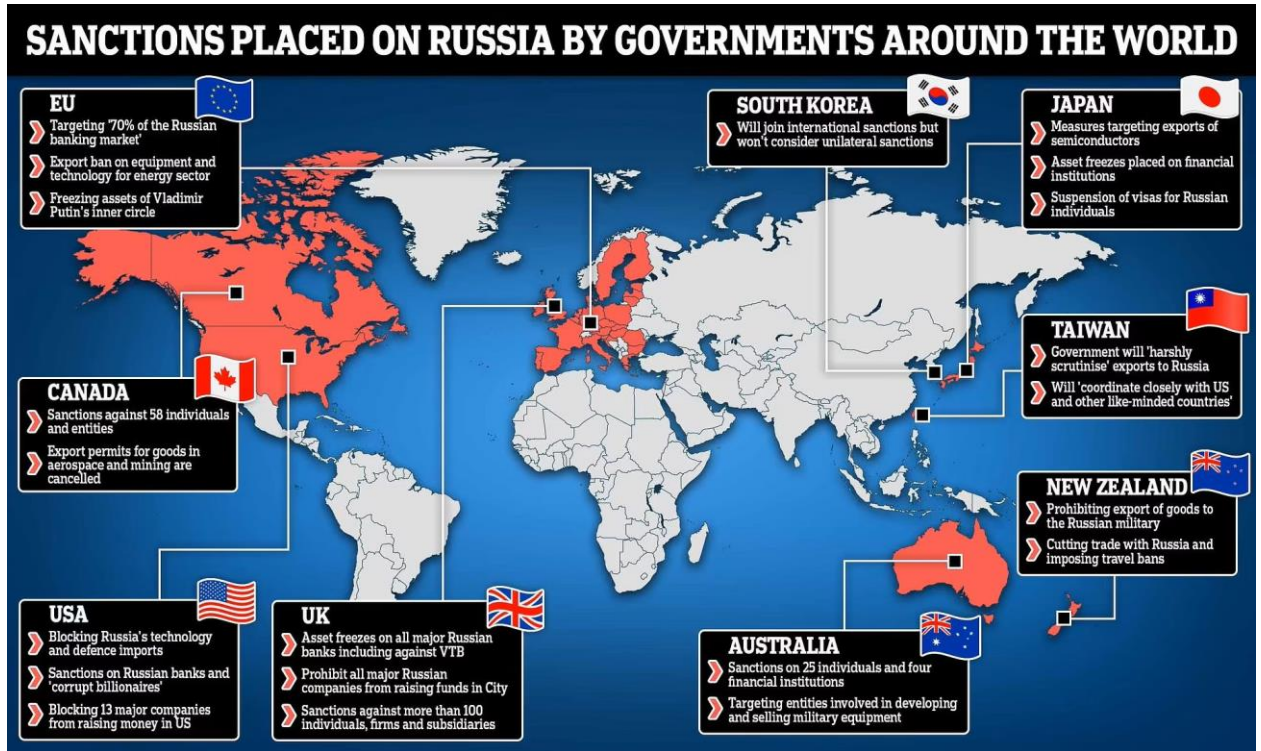 SANCTIONS PLACED ON RUSSIA BY GOVERNMENTS AROUND THE WORLD
EU
Targeting '70% of the Russian
banking market'
Export ban on equipment and
technology for energy sector
Freezing assets of Vladimir
Putin's inner circle
SOUTH KOREA
Will join international sanctions but
won't consider unilateral sanctions
JAPAN
Measures targeting exports of
semiconductors
Asset freezes placed on financial
institutions
Suspension of visas for Russian
individuals
TAIWAN
Government will 'harshly
scrutinise' exports to Russia
Will 'coordinate closely with US
and other like-minded countries'
CANADA
Sanctions against 58 individuals
and entities
Export permits for goods in
aerospace and mining are
cancelled
NEW ZEALAND
Prohibiting export of goods to
the Russian military
Cutting trade with Russia and
imposing travel bans
USA
Blocking Russia's technology
and defence imports
Sanctions on Russian banks and
'corrupt billionaires'
Blocking 13 major companies
from raising money in US
UK
Asset freezes on all major Russian
banks including against VTB
Prohibit all major Russian
companies from raising funds in City
Sanctions against more than 100
individuals, firms and subsidiaries
AUSTRALIA
Sanctions on 25 individuals and four
financial institutions
Targeting entities involved in developing
and selling military equipment